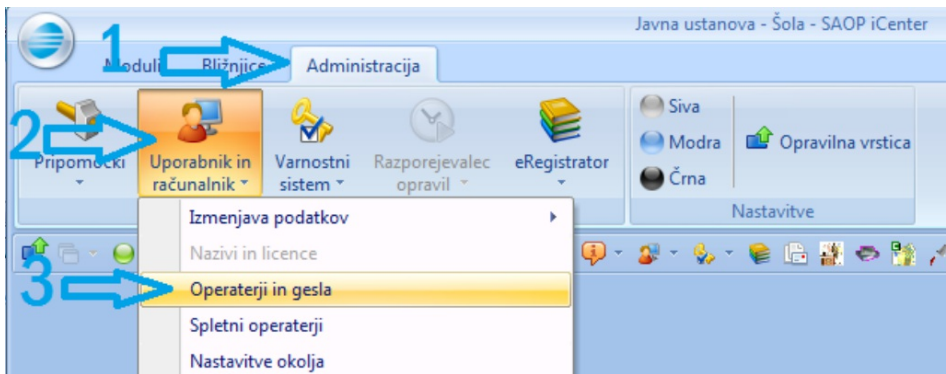 Javna ustanova - Šola - SAOP iCenter
1
Moduli Bližnjice Administracija
2
Pripomočki
Uporabnik in
računalnik
Varnostni
sistem
Razporejevalec
opravil
eRegistrator
Siva
Modra
Črna
Opravilna vrstica
Nastavitve
Izmenjava podatkov
Nazivi in licence
3
Operaterji in gesla
Spletni operaterji
Nastavitve okolja